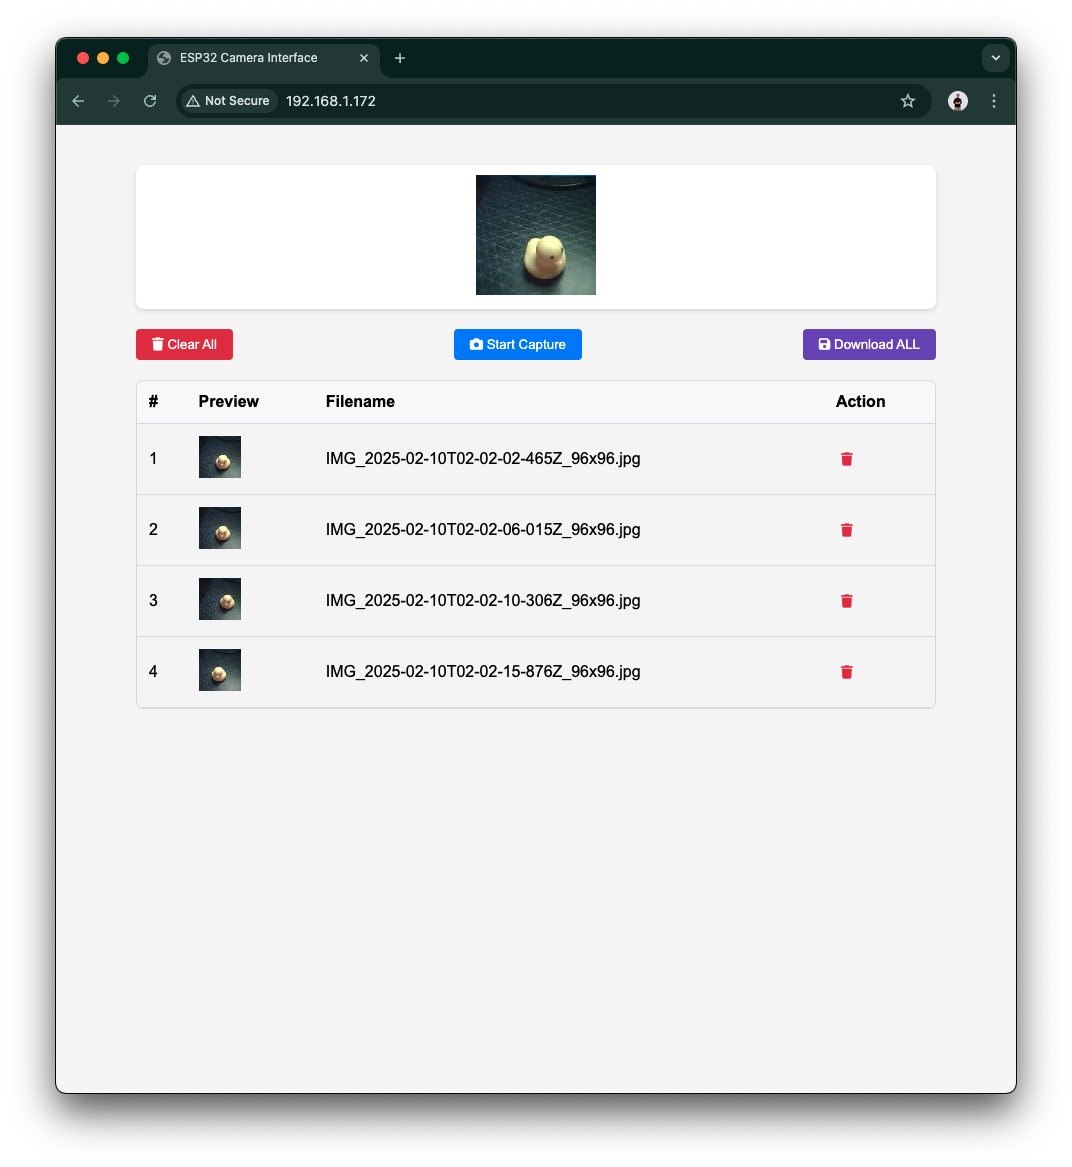 ESP32 Camera Interface
Not Secure 192.168.1.172
Clear All Start Capture Download ALL
# Preview Filename Action
1 IMG_2025-02-10T02-02-02-465Z_96x96.jpg
2 IMG_2025-02-10T02-02-06-015Z_96x96.jpg
3 IMG_2025-02-10T02-02-10-306Z_96x96.jpg
4 IMG_2025-02-10T02-02-15-876Z_96x96.jpg